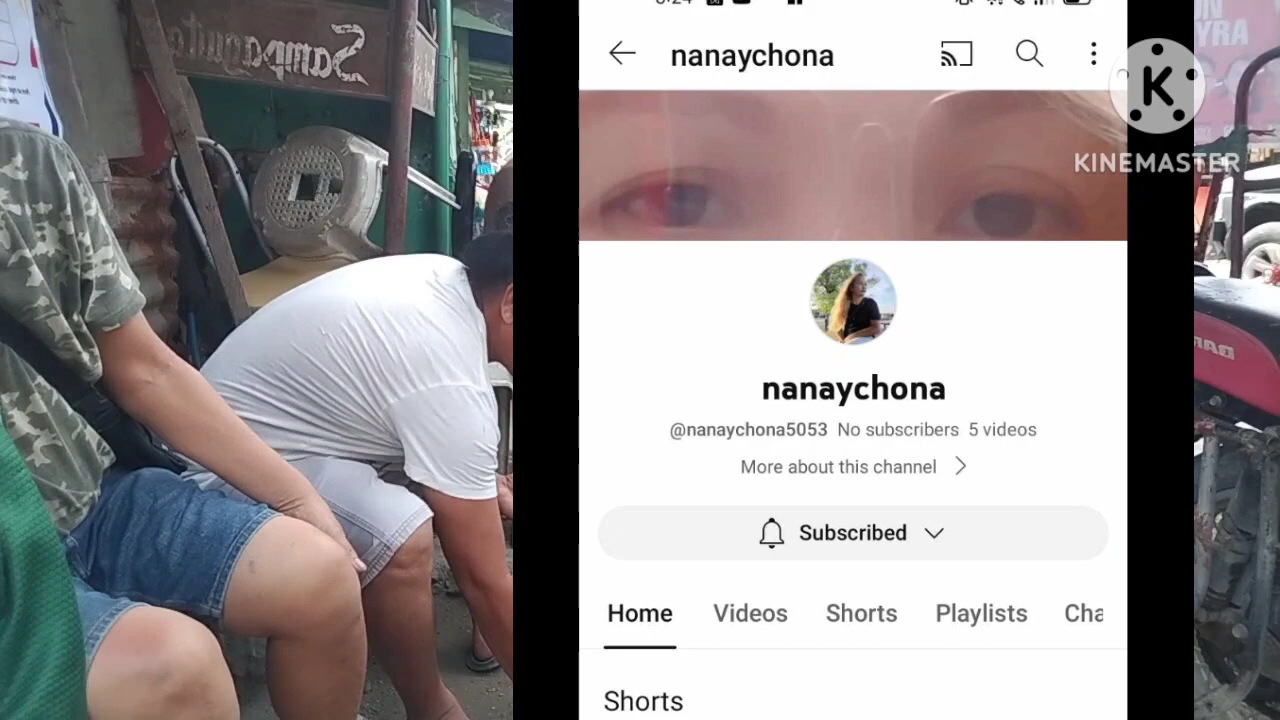 Sampaguita
nanaychona
nanaychona
@nanaychona5053 No subscribers 5 videos
More about this channel
Subscribed
Home Videos Shorts Playlists Cha
Shorts
K
KINEMASTER